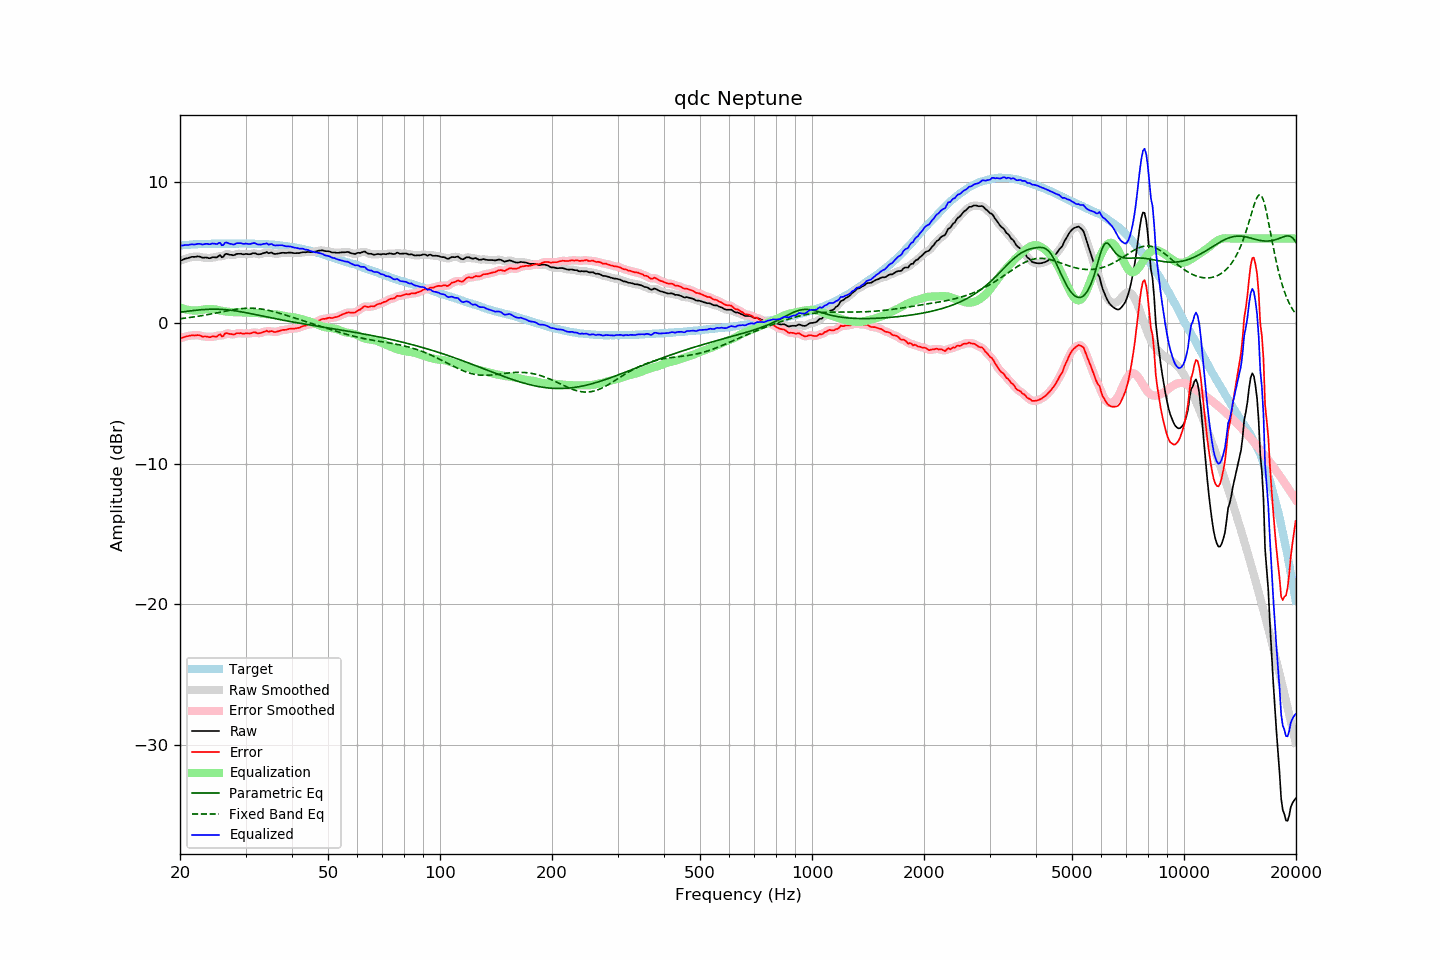 qdc Neptune
Amplitude (dBr)
10
0
−10
−20
−30
Target
Raw Smoothed
Error Smoothed
Raw
Error
Equalization
Parametric Eq
Fixed Band Eq
Equalized
20 50 100 200 500 1000 2000 5000 10000 20000
Frequency (Hz)